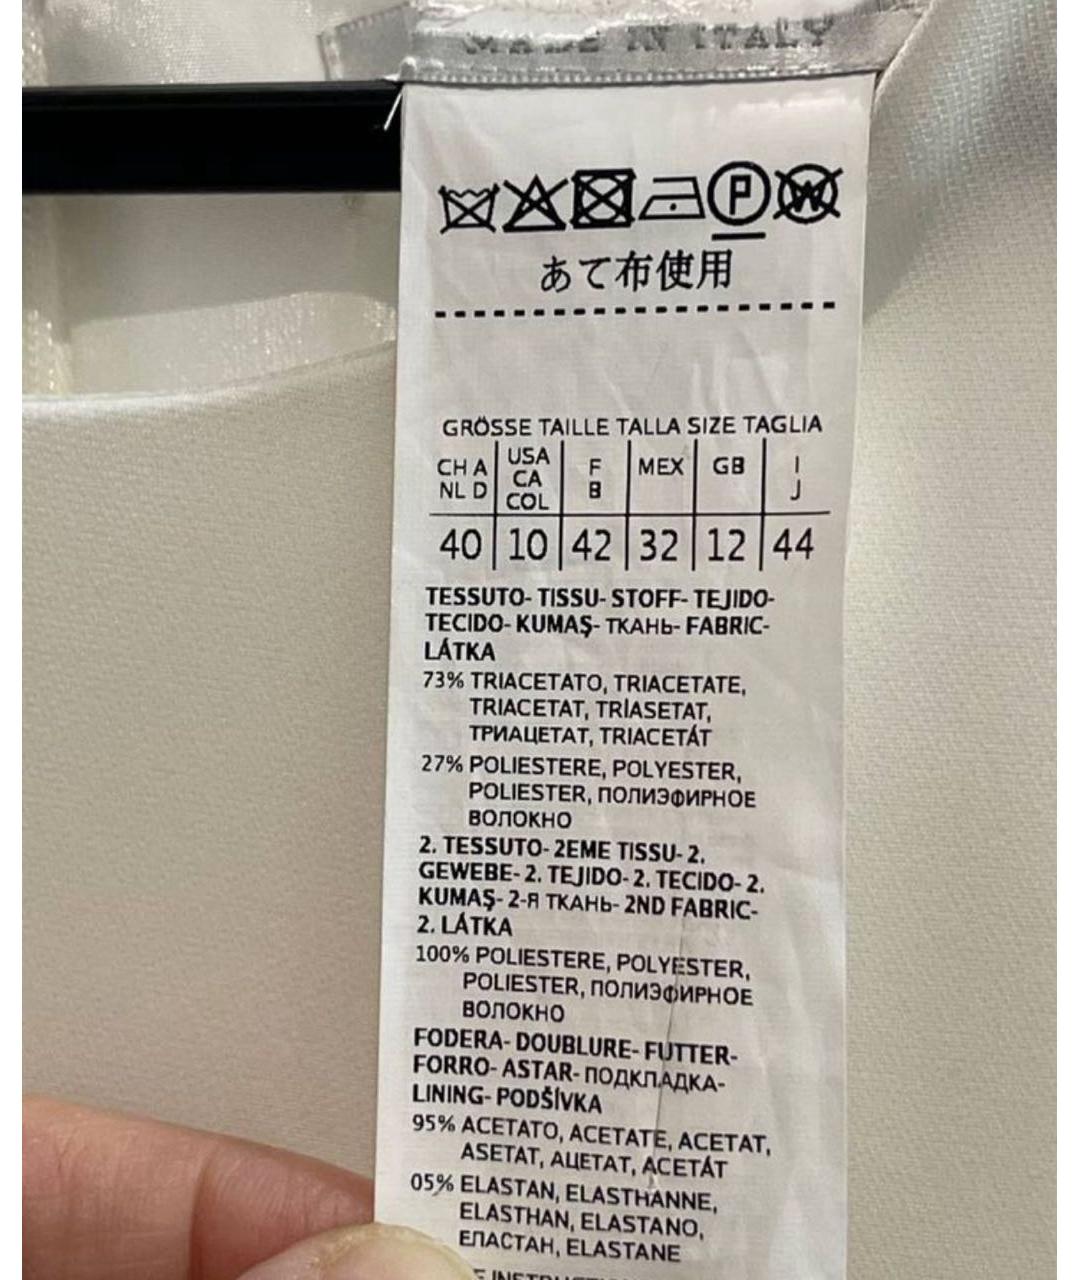 MADE IN ITALY
P W
あて布使用
GRÖSSE TAILLE TALLA SIZE TAGLIA
CH A NL D USA CA COL F B MEX GB I J
40 10 42 32 12 44
TESSUTO- TISSU- STOFF- TEJIDO-
TECIDO- KUMAŞ- ТКАНЬ- FABRIC-
LÁTKA
73% TRIACETATO, TRIACETATE,
TRIACETAT, TRİASETAT,
ТРИАЦЕТАТ, TRIACETÁT
27% POLIESTERE, POLYESTER,
POLIESTER, ПОЛИЭФИРНОЕ
ВОЛОКНО
2. TESSUTO- 2EME TISSU- 2.
GEWEBE- 2. TEJIDO- 2. TECIDO- 2.
KUMAŞ- 2-Я ТКАНЬ- 2ND FABRIC-
2. LÁTKA
100% POLIESTERE, POLYESTER,
POLIESTER, ПОЛИЭФИРНОЕ
ВОЛОКНО
FODERA- DOUBLURE- FUTTER-
FORRO- ASTAR- ПОДКЛАДКА-
LINING- PODŠÍVKA
95% ACETATO, ACETATE, ACETAT,
ASETAT, АЦЕТАТ, ACETÁT
05% ELASTAN, ELASTHANNE,
ELASTHAN, ELASTANO,
ЕЛАСТАН, ELASTANE